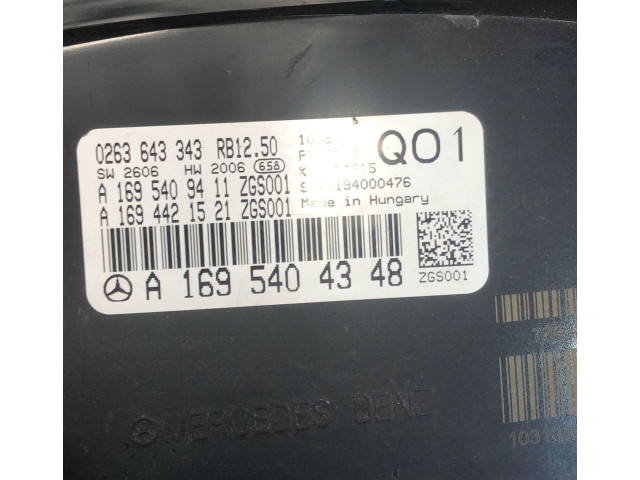 0263 643 343 RB12.50
SW 2606 HW 2006 658
A 169 540 94 11 ZGS001
A 169 442 15 21 ZGS001
Q01
Made in Hungary
A 169 540 43 48
ZGS001
MERCEDES BENZ